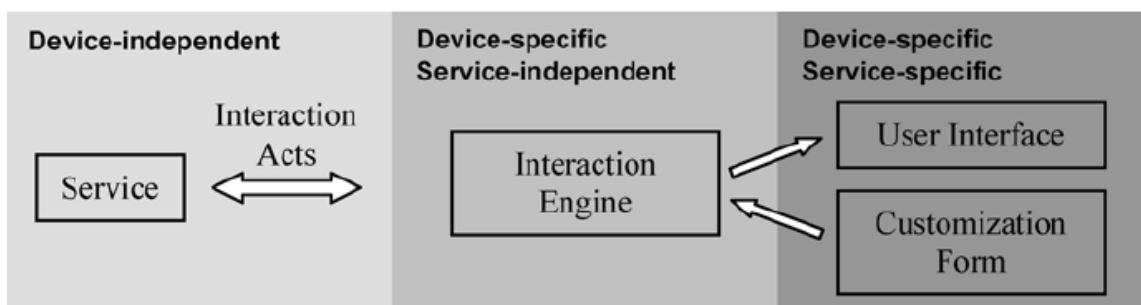 Device-independent
Interaction
Acts
Service
Device-specific
Service-independent
Interaction
Engine
Device-specific
Service-specific
User Interface
Customization
Form